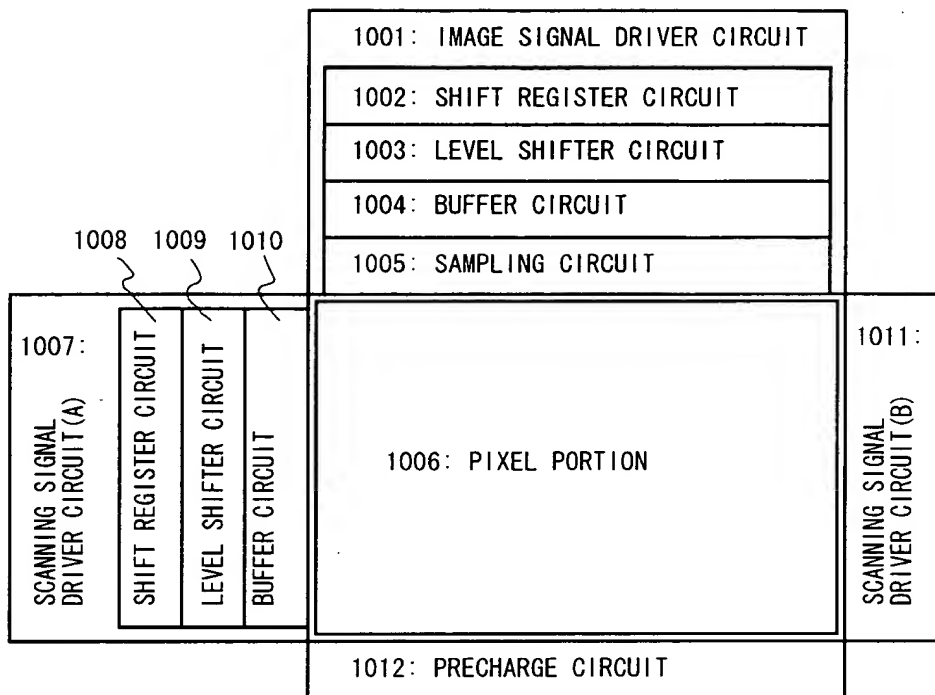 1001: IMAGE SIGNAL DRIVER CIRCUIT
1002: SHIFT REGISTER CIRCUIT
1003: LEVEL SHIFTER CIRCUIT
1004: BUFFER CIRCUIT
1005: SAMPLING CIRCUIT
1008
1009
1010
1007:
SCANNING SIGNAL
DRIVER CIRCUIT(A)
SHIFT REGISTER CIRCUIT
LEVEL SHIFTER CIRCUIT
BUFFER CIRCUIT
1006: PIXEL PORTION
1011:
SCANNING SIGNAL
DRIVER CIRCUIT(B)
1012: PRECHARGE CIRCUIT